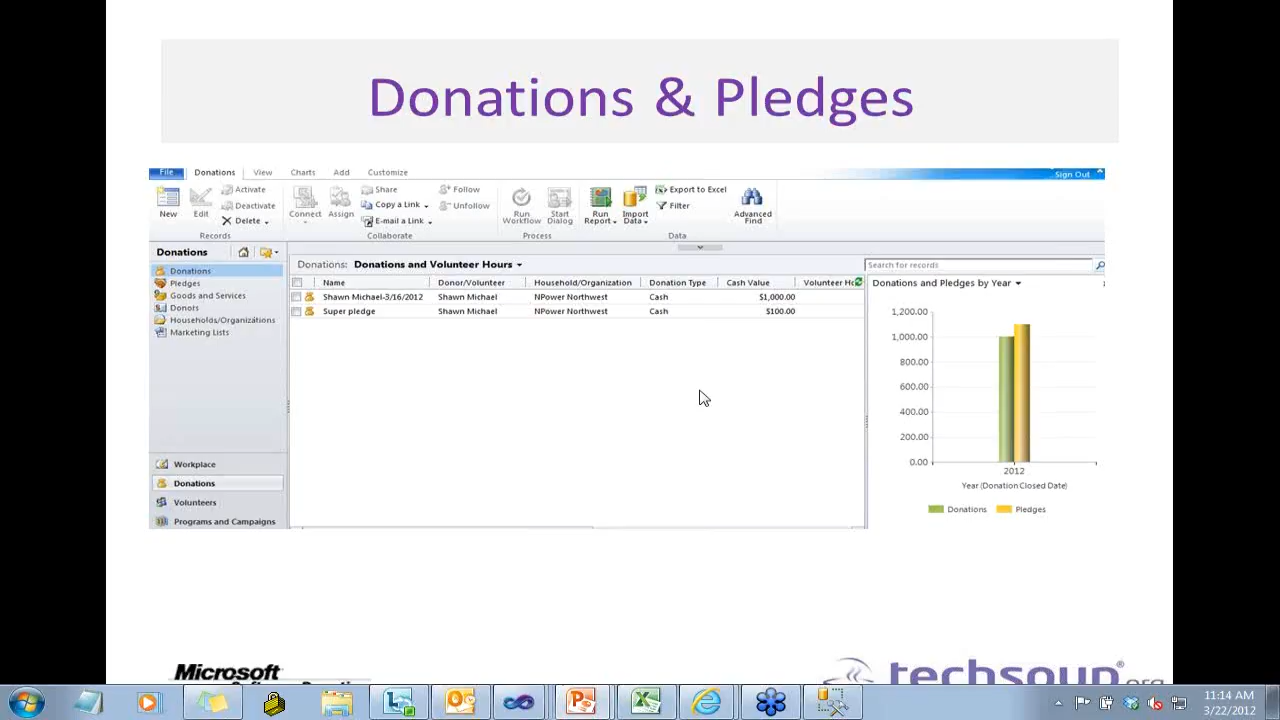 Donations & Pledges
File Donations View Charts Add Customize Sign Out
New Edit Activate Deactivate Delete
Records
Connect Assign Share Copy a Link E-mail a Link Follow Unfollow
Collaborate
Run Workflow Start Dialog
Process
Run Report Import Data Export to Excel Filter Advanced Find
Data
Donations
Donations
Pledges
Goods and Services
Donors
Households/Organizations
Marketing Lists
Workplace
Donations
Volunteers
Programs and Campaigns
Donations: Donations and Volunteer Hours
Search for records
Name Donor/Volunteer Household/Organization Donation Type Cash Value Volunteer Ho
Shawn Michael-3/16/2012 Shawn Michael NPower Northwest Cash $1,000.00
Super pledge Shawn Michael NPower Northwest Cash $100.00
Donations and Pledges by Year
1,200.00
1,000.00
800.00
600.00
400.00
200.00
0.00
2012
Year (Donation Closed Date)
Donations Pledges
Microsoft
techsoup®
11:14 AM
3/22/2012